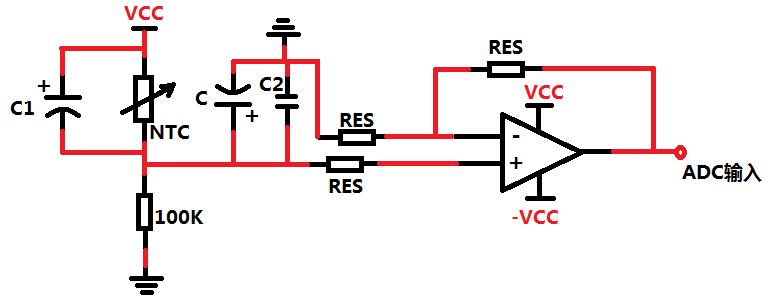 VCC
RES
+
C1
C
C2
+
NTC
VCC
RES
-
+
RES
ADC输入
100K
-VCC